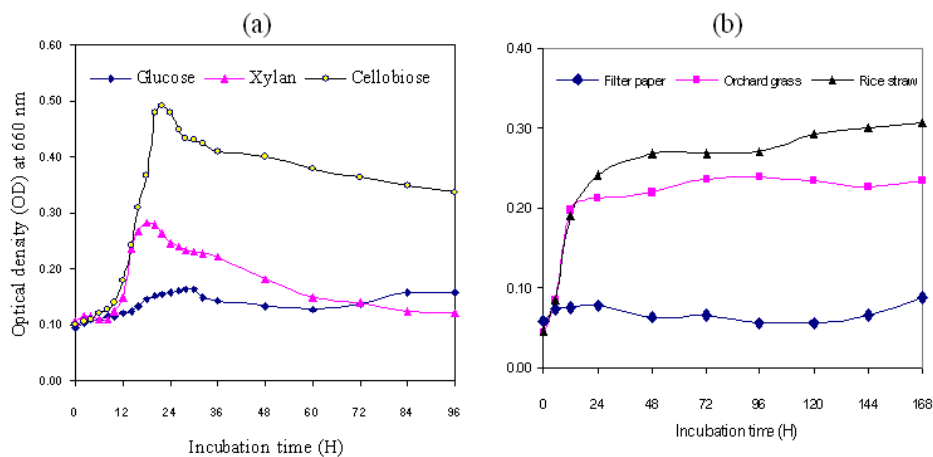 (a)
Optical density (OD) at 660 nm
0.60
0.50
0.40
0.30
0.20
0.10
0.00
Glucose Xylan Cellobiose
0 12 24 36 48 60 72 84 96
Incubation time (H)
(b)
0.40
0.30
0.20
0.10
0.00
Filter paper Orchard grass Rice straw
0 24 48 72 96 120 144 168
Incubation time (H)